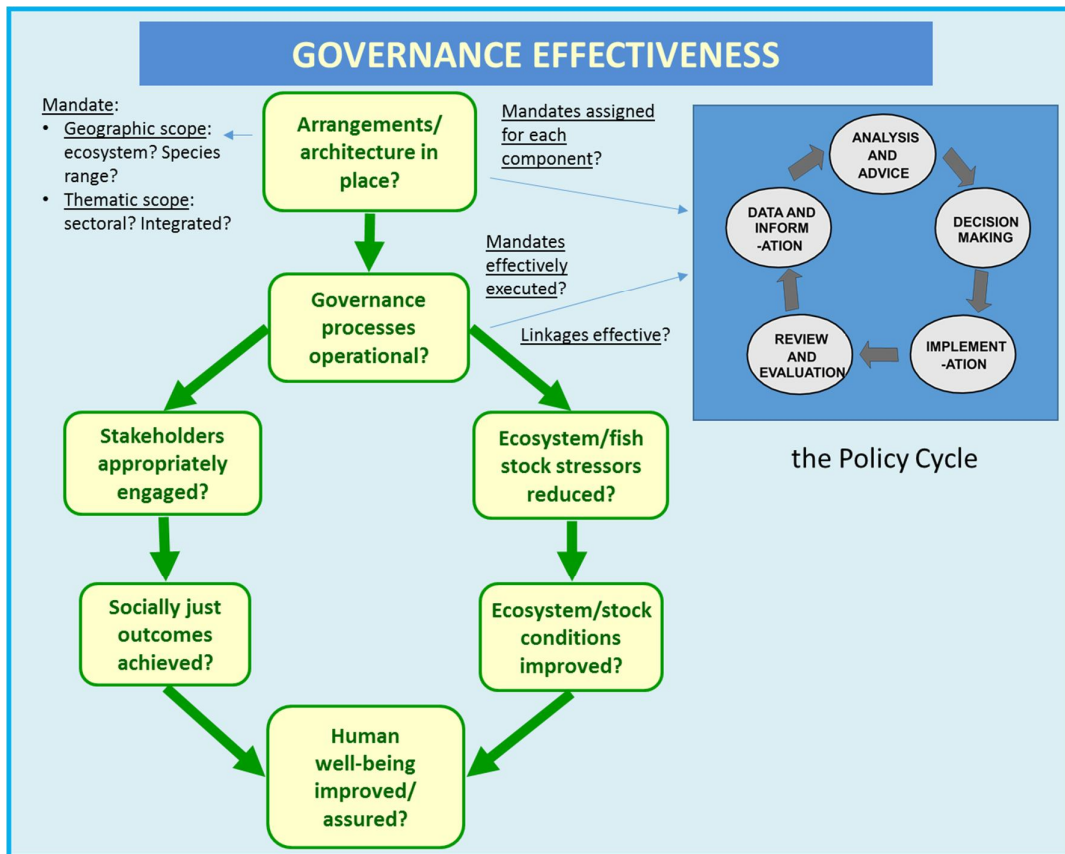 GOVERNANCE EFFECTIVENESS
Mandate:
• Geographic scope:
ecosystem? Species
range?
• Thematic scope:
sectoral? Integrated?
Arrangements/
architecture in
place?
Mandates assigned
for each
component?
Governance
processes
operational?
Mandates
effectively
executed?
Linkages effective?
Stakeholders
appropriately
engaged?
Ecosystem/fish
stock stressors
reduced?
Socially just
outcomes
achieved?
Ecosystem/stock
conditions
improved?
Human
well-being
improved/
assured?
ANALYSIS
AND
ADVICE
DECISION
MAKING
IMPLEMENT
-ATION
REVIEW
AND
EVALUATION
DATA AND
INFORM
-ATION
the Policy Cycle